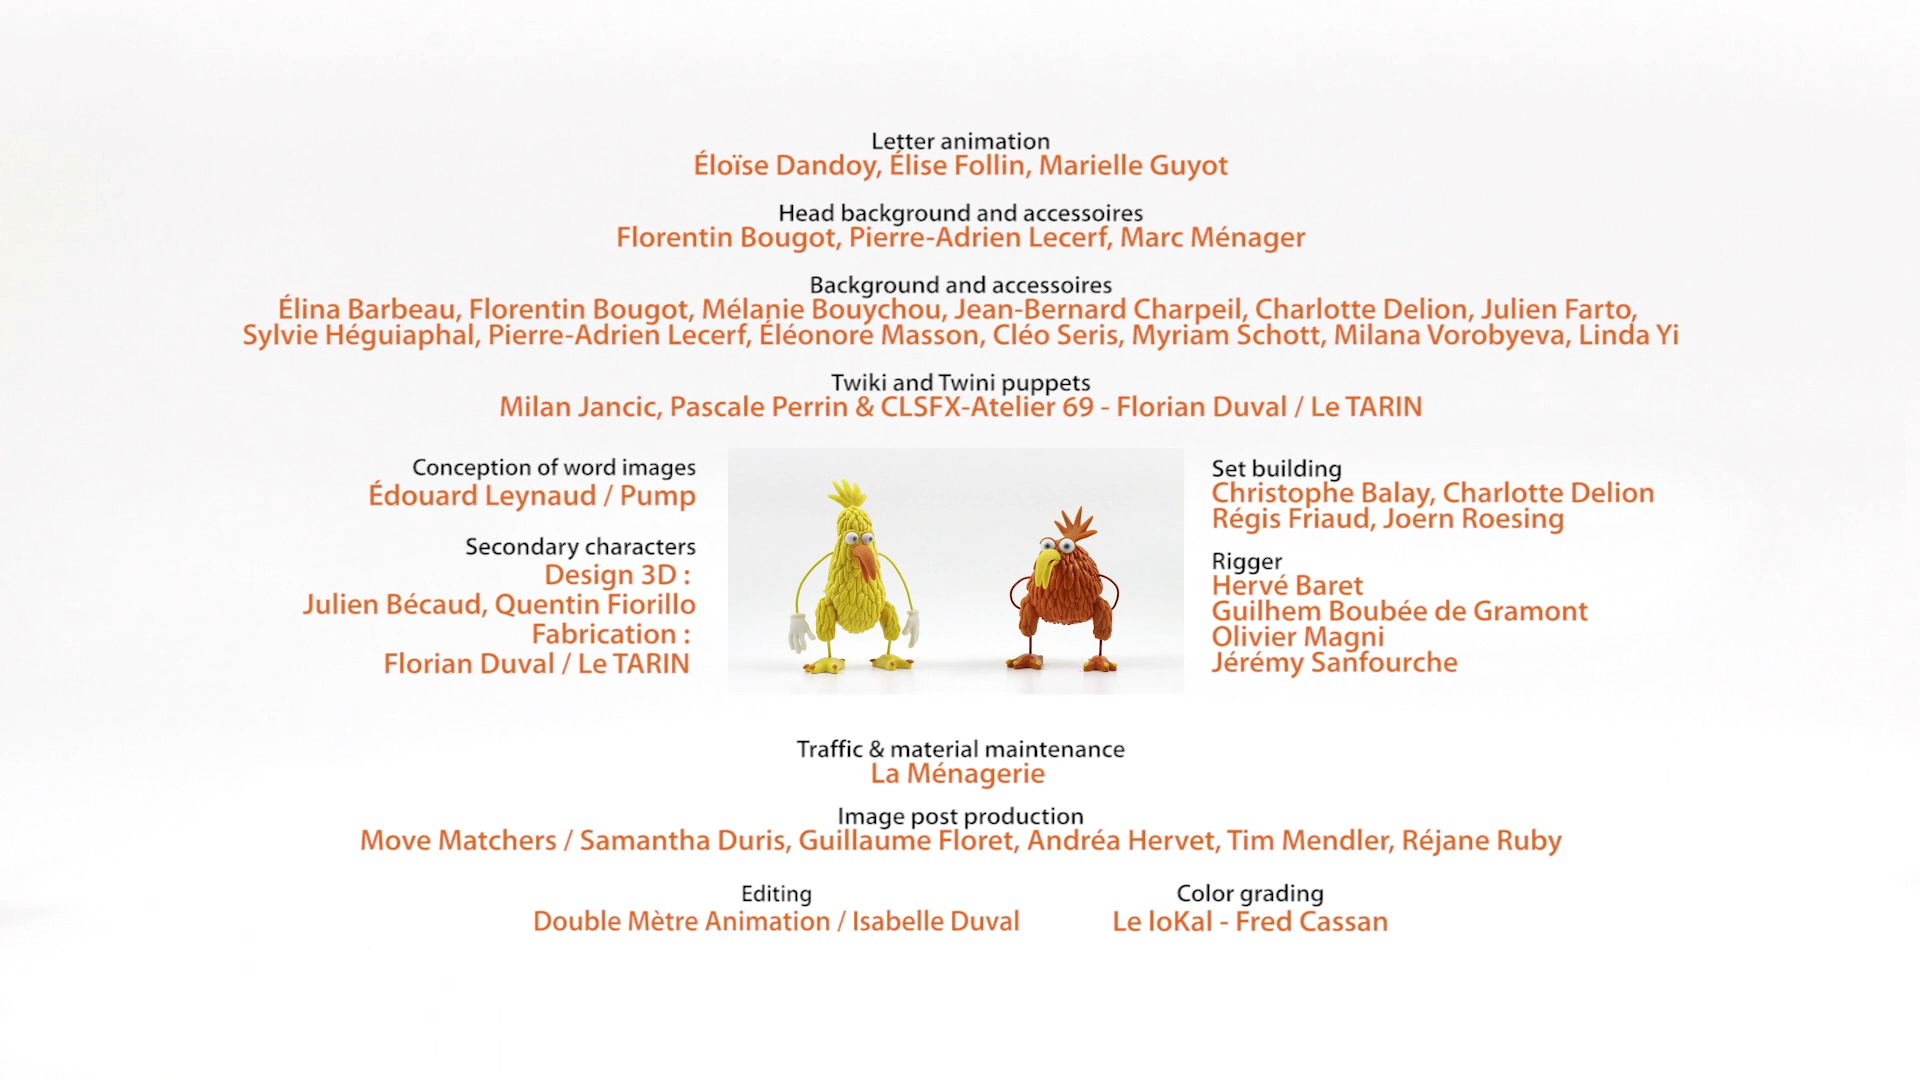 Letter animation
Éloïse Dandoy, Élise Follin, Marielle Guyot
Head background and accessoires
Florentin Bougot, Pierre-Adrien Lecerf, Marc Ménager
Background and accessoires
Élina Barbeau, Florentin Bougot, Mélanie Bouychou, Jean-Bernard Charpeil, Charlotte Delion, Julien Farto,
Sylvie Héguiaphal, Pierre-Adrien Lecerf, Éléonore Masson, Cléo Seris, Myriam Schott, Milana Vorobyeva, Linda Yi
Twiki and Twini puppets
Milan Jancic, Pascale Perrin & CLSFX-Atelier 69 - Florian Duval / Le TARIN
Conception of word images
Édouard Leynaud / Pump
Secondary characters
Design 3D :
Julien Bécaud, Quentin Fiorillo
Fabrication :
Florian Duval / Le TARIN
Set building
Christophe Balay, Charlotte Delion
Régis Friaud, Joern Roesing
Rigger
Hervé Baret
Guilhem Boubée de Gramont
Olivier Magni
Jérémy Sanfourche
Traffic & material maintenance
La Ménagerie
Image post production
Move Matchers / Samantha Duris, Guillaume Floret, Andréa Hervet, Tim Mendler, Réjane Ruby
Editing
Double Mètre Animation / Isabelle Duval
Color grading
Le loKal - Fred Cassan